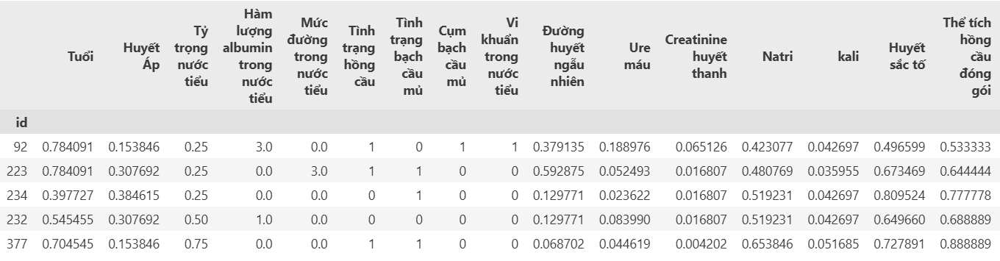 Tuổi Huyết Áp Tỷ trọng nước tiểu Hàm lượng albumin trong nước tiểu Mức đường trong nước tiểu Tình trạng hồng cầu Tình trạng bạch cầu mủ Cụm bạch cầu mủ Vi khuẩn trong nước tiểu Đường huyết ngẫu nhiên Ure máu Creatinine huyết thanh Natri kali Huyết sắc tố Thể tích hồng cầu đóng gói
id
92 0.784091 0.153846 0.25 3.0 0.0 1 0 1 1 0.379135 0.188976 0.065126 0.423077 0.042697 0.496599 0.533333
223 0.784091 0.307692 0.25 0.0 3.0 1 1 0 0 0.592875 0.052493 0.016807 0.480769 0.035955 0.673469 0.644444
234 0.397727 0.384615 0.25 0.0 0.0 0 1 0 0 0.129771 0.023622 0.016807 0.519231 0.042697 0.809524 0.777778
232 0.545455 0.307692 0.50 1.0 0.0 0 0 0 0 0.129771 0.083990 0.016807 0.519231 0.042697 0.649660 0.688889
377 0.704545 0.153846 0.75 0.0 0.0 1 1 0 0 0.068702 0.044619 0.004202 0.653846 0.051685 0.727891 0.888889